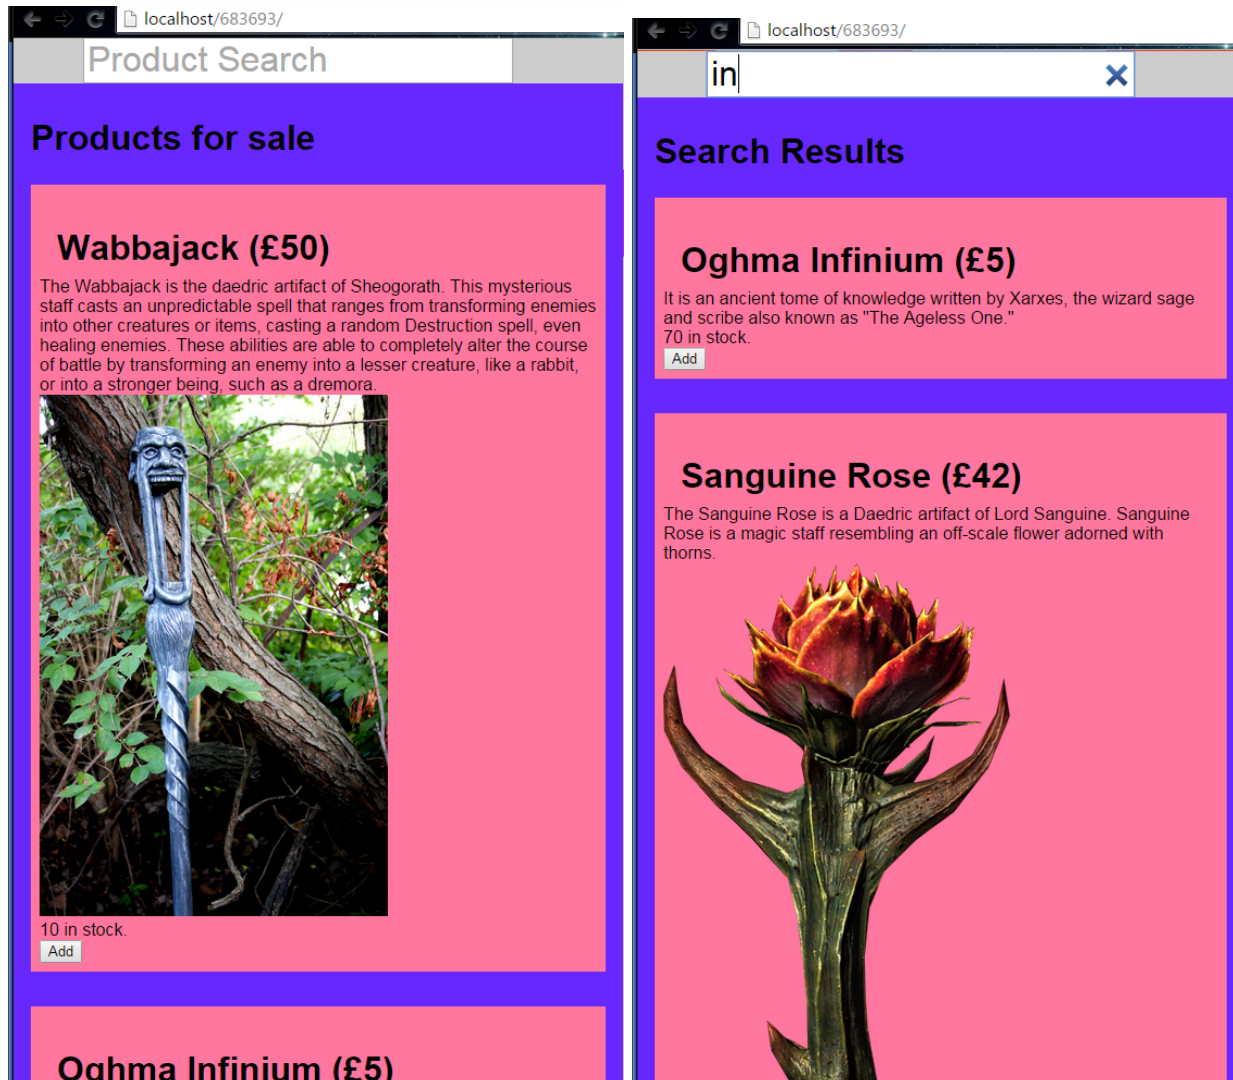 localhost/683693/
Product Search
Products for sale
Wabbajack (£50)
The Wabbajack is the daedric artifact of Sheogorath. This mysterious
staff casts an unpredictable spell that ranges from transforming enemies
into other creatures or items, casting a random Destruction spell, even
healing enemies. These abilities are able to completely alter the course
of battle by transforming an enemy into a lesser creature, like a rabbit,
or into a stronger being, such as a dremora.
10 in stock.
Add
Oghma Infinium (£5)
localhost/683693/
in
Search Results
Oghma Infinium (£5)
It is an ancient tome of knowledge written by Xarxes, the wizard sage
and scribe also known as "The Ageless One."
70 in stock.
Add
Sanguine Rose (£42)
The Sanguine Rose is a Daedric artifact of Lord Sanguine. Sanguine
Rose is a magic staff resembling an off-scale flower adorned with
thorns.